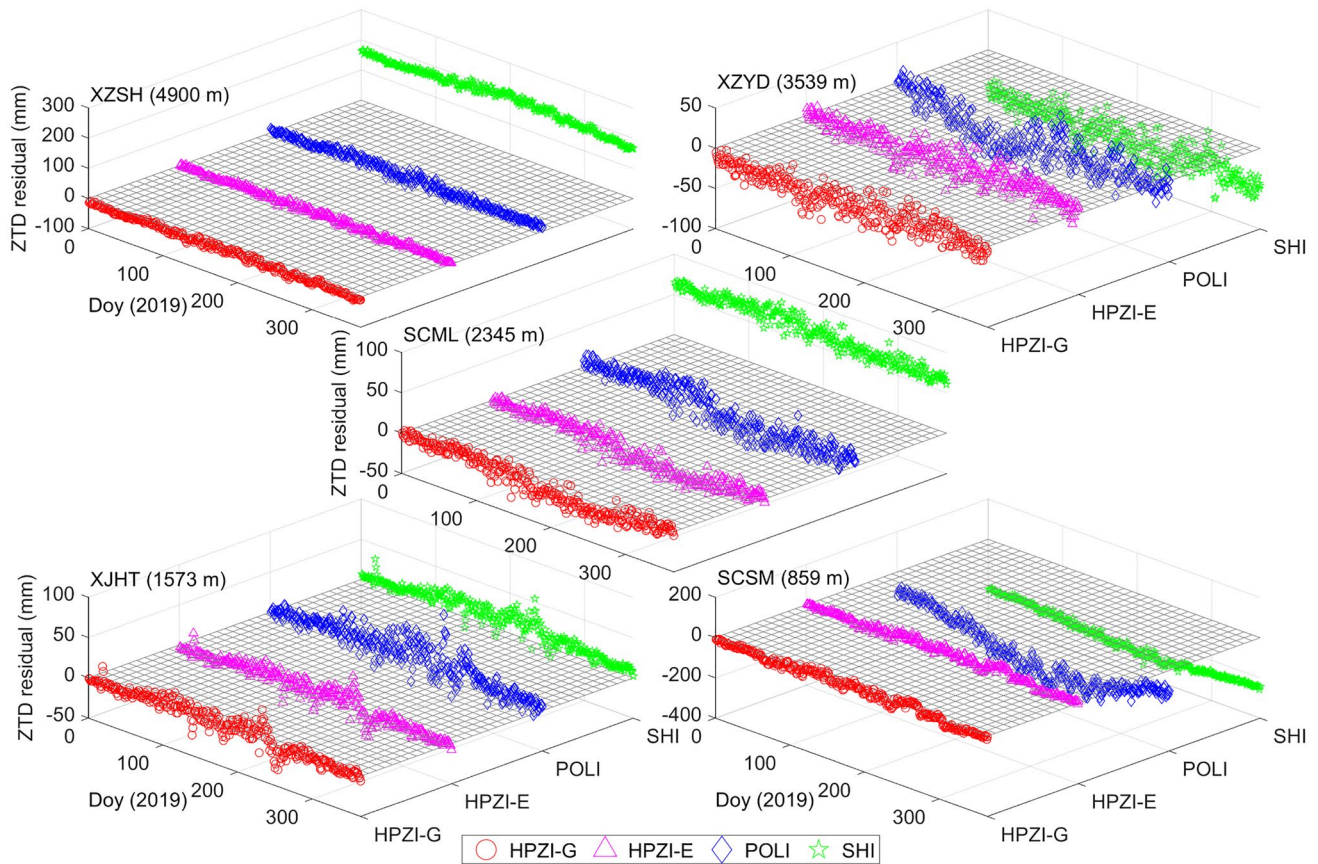 XZSH (4900 m)
ZTD residual (mm)
300
200
100
0
-100
0
100
200
300
Doy (2019)
XZYD (3539 m)
50
0
-50
-100
0
100
200
300
HPZI-G
HPZI-E
POLI
SHI
SCML (2345 m)
ZTD residual (mm)
100
50
0
-50
0
100
200
300
XJHT (1573 m)
ZTD residual (mm)
100
50
0
-50
0
100
200
300
Doy (2019)
HPZI-G
HPZI-E
POLI
SHI
SCSM (859 m)
200
0
-200
-400
0
100
200
300
Doy (2019)
HPZI-G
HPZI-E
POLI
SHI
HPZI-G HPZI-E POLI SHI